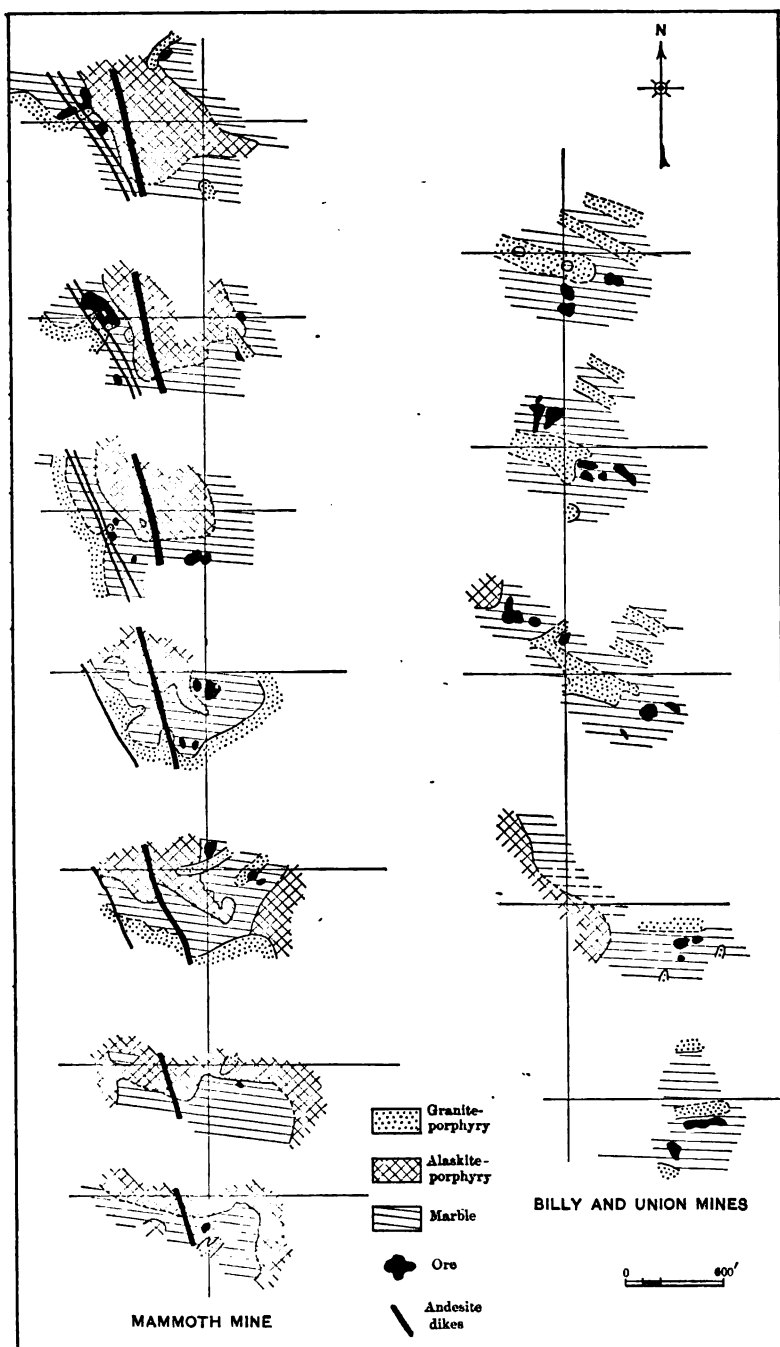 N
Granite-
porphyry
Alaskite-
porphyry
Marble
Ore
Andesite
dikes
BILLY AND UNION MINES
0 600'
MAMMOTH MINE